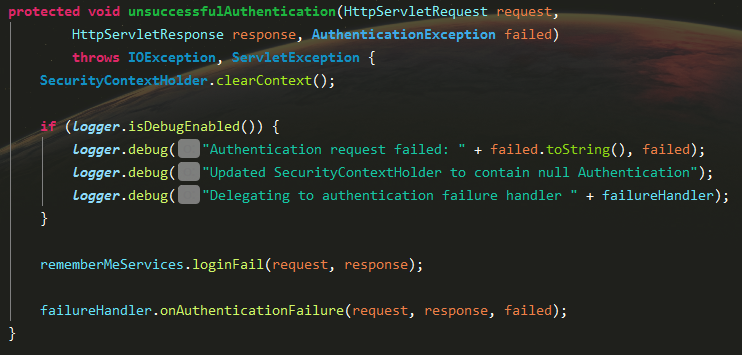 protected void unsuccessfulAuthentication(HttpServletRequest request,
HttpServletResponse response, AuthenticationException failed)
throws IOException, ServletException {
SecurityContextHolder.clearContext();
if (logger.isDebugEnabled()) {
logger.debug("Authentication request failed: " + failed.toString(), failed);
logger.debug("Updated SecurityContextHolder to contain null Authentication");
logger.debug("Delegating to authentication failure handler " + failureHandler);
}
rememberMeServices.loginFail(request, response);
failureHandler.onAuthenticationFailure(request, response, failed);
}